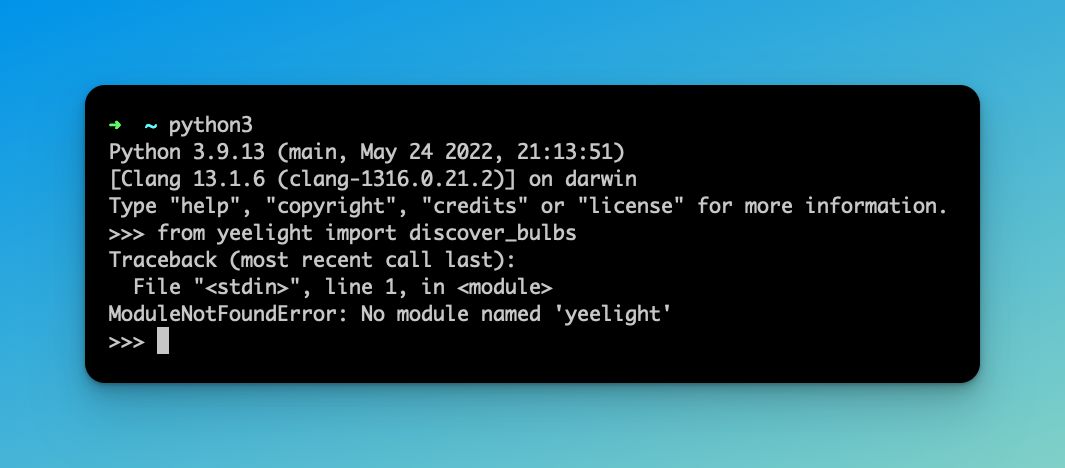 ➜  ~ python3
Python 3.9.13 (main, May 24 2022, 21:13:51)
[Clang 13.1.6 (clang-1316.0.21.2)] on darwin
Type "help", "copyright", "credits" or "license" for more information.
>>> from yeelight import discover_bulbs
Traceback (most recent call last):
  File "<stdin>", line 1, in <module>
ModuleNotFoundError: No module named 'yeelight'
>>>